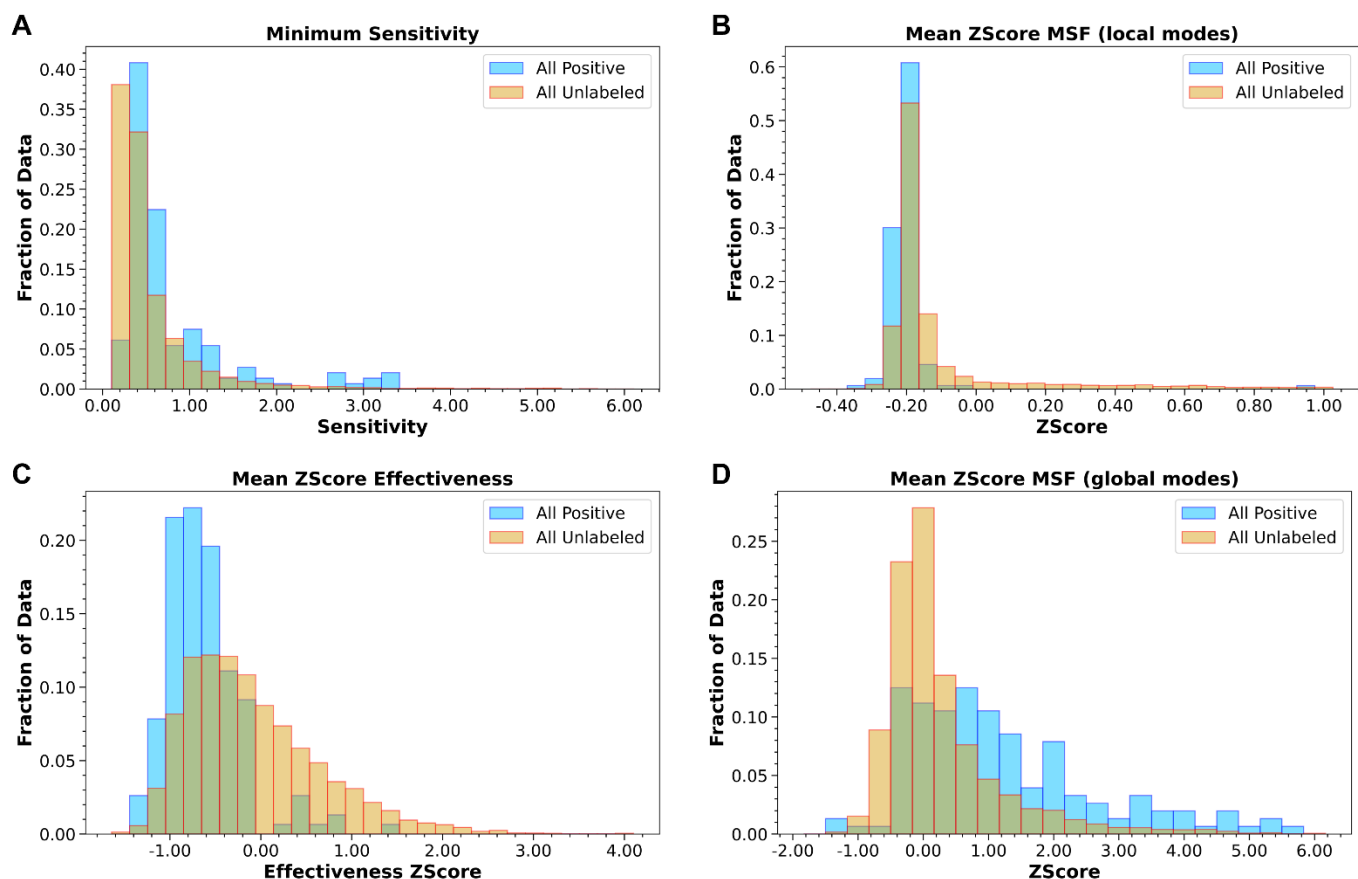 A
Minimum Sensitivity
All Positive
All Unlabeled
Fraction of Data
0.40
0.35
0.30
0.25
0.20
0.15
0.10
0.05
0.00
0.00 1.00 2.00 3.00 4.00 5.00 6.00
Sensitivity
B
Mean ZScore MSF (local modes)
All Positive
All Unlabeled
Fraction of Data
0.6
0.5
0.4
0.3
0.2
0.1
0.0
-0.40 -0.20 0.00 0.20 0.40 0.60 0.80 1.00
ZScore
C
Mean ZScore Effectiveness
All Positive
All Unlabeled
Fraction of Data
0.20
0.15
0.10
0.05
0.00
-1.00 0.00 1.00 2.00 3.00 4.00
Effectiveness ZScore
D
Mean ZScore MSF (global modes)
All Positive
All Unlabeled
Fraction of Data
0.25
0.20
0.15
0.10
0.05
0.00
-2.00 -1.00 0.00 1.00 2.00 3.00 4.00 5.00 6.00
ZScore